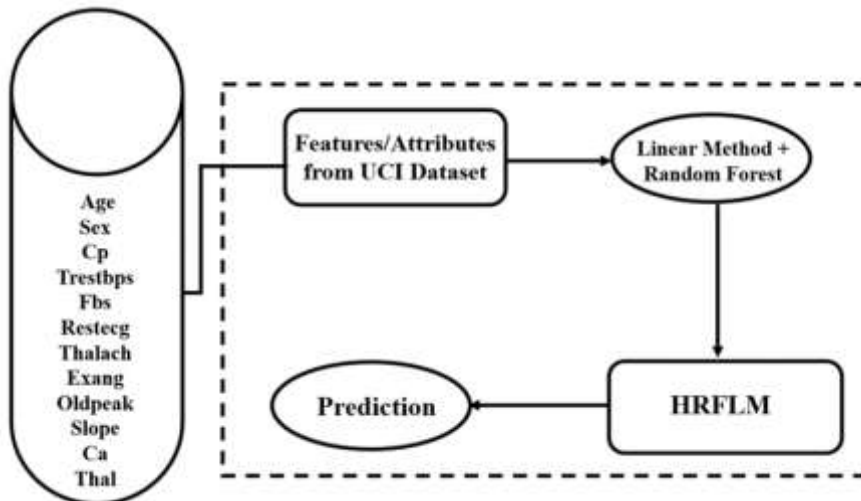 Age
Sex
Cp
Trestbps
Fbs
Restecg
Thalach
Exang
Oldpeak
Slope
Ca
Thal
Features/Attributes
from UCI Dataset
Linear Method +
Random Forest
Prediction
HRFLM